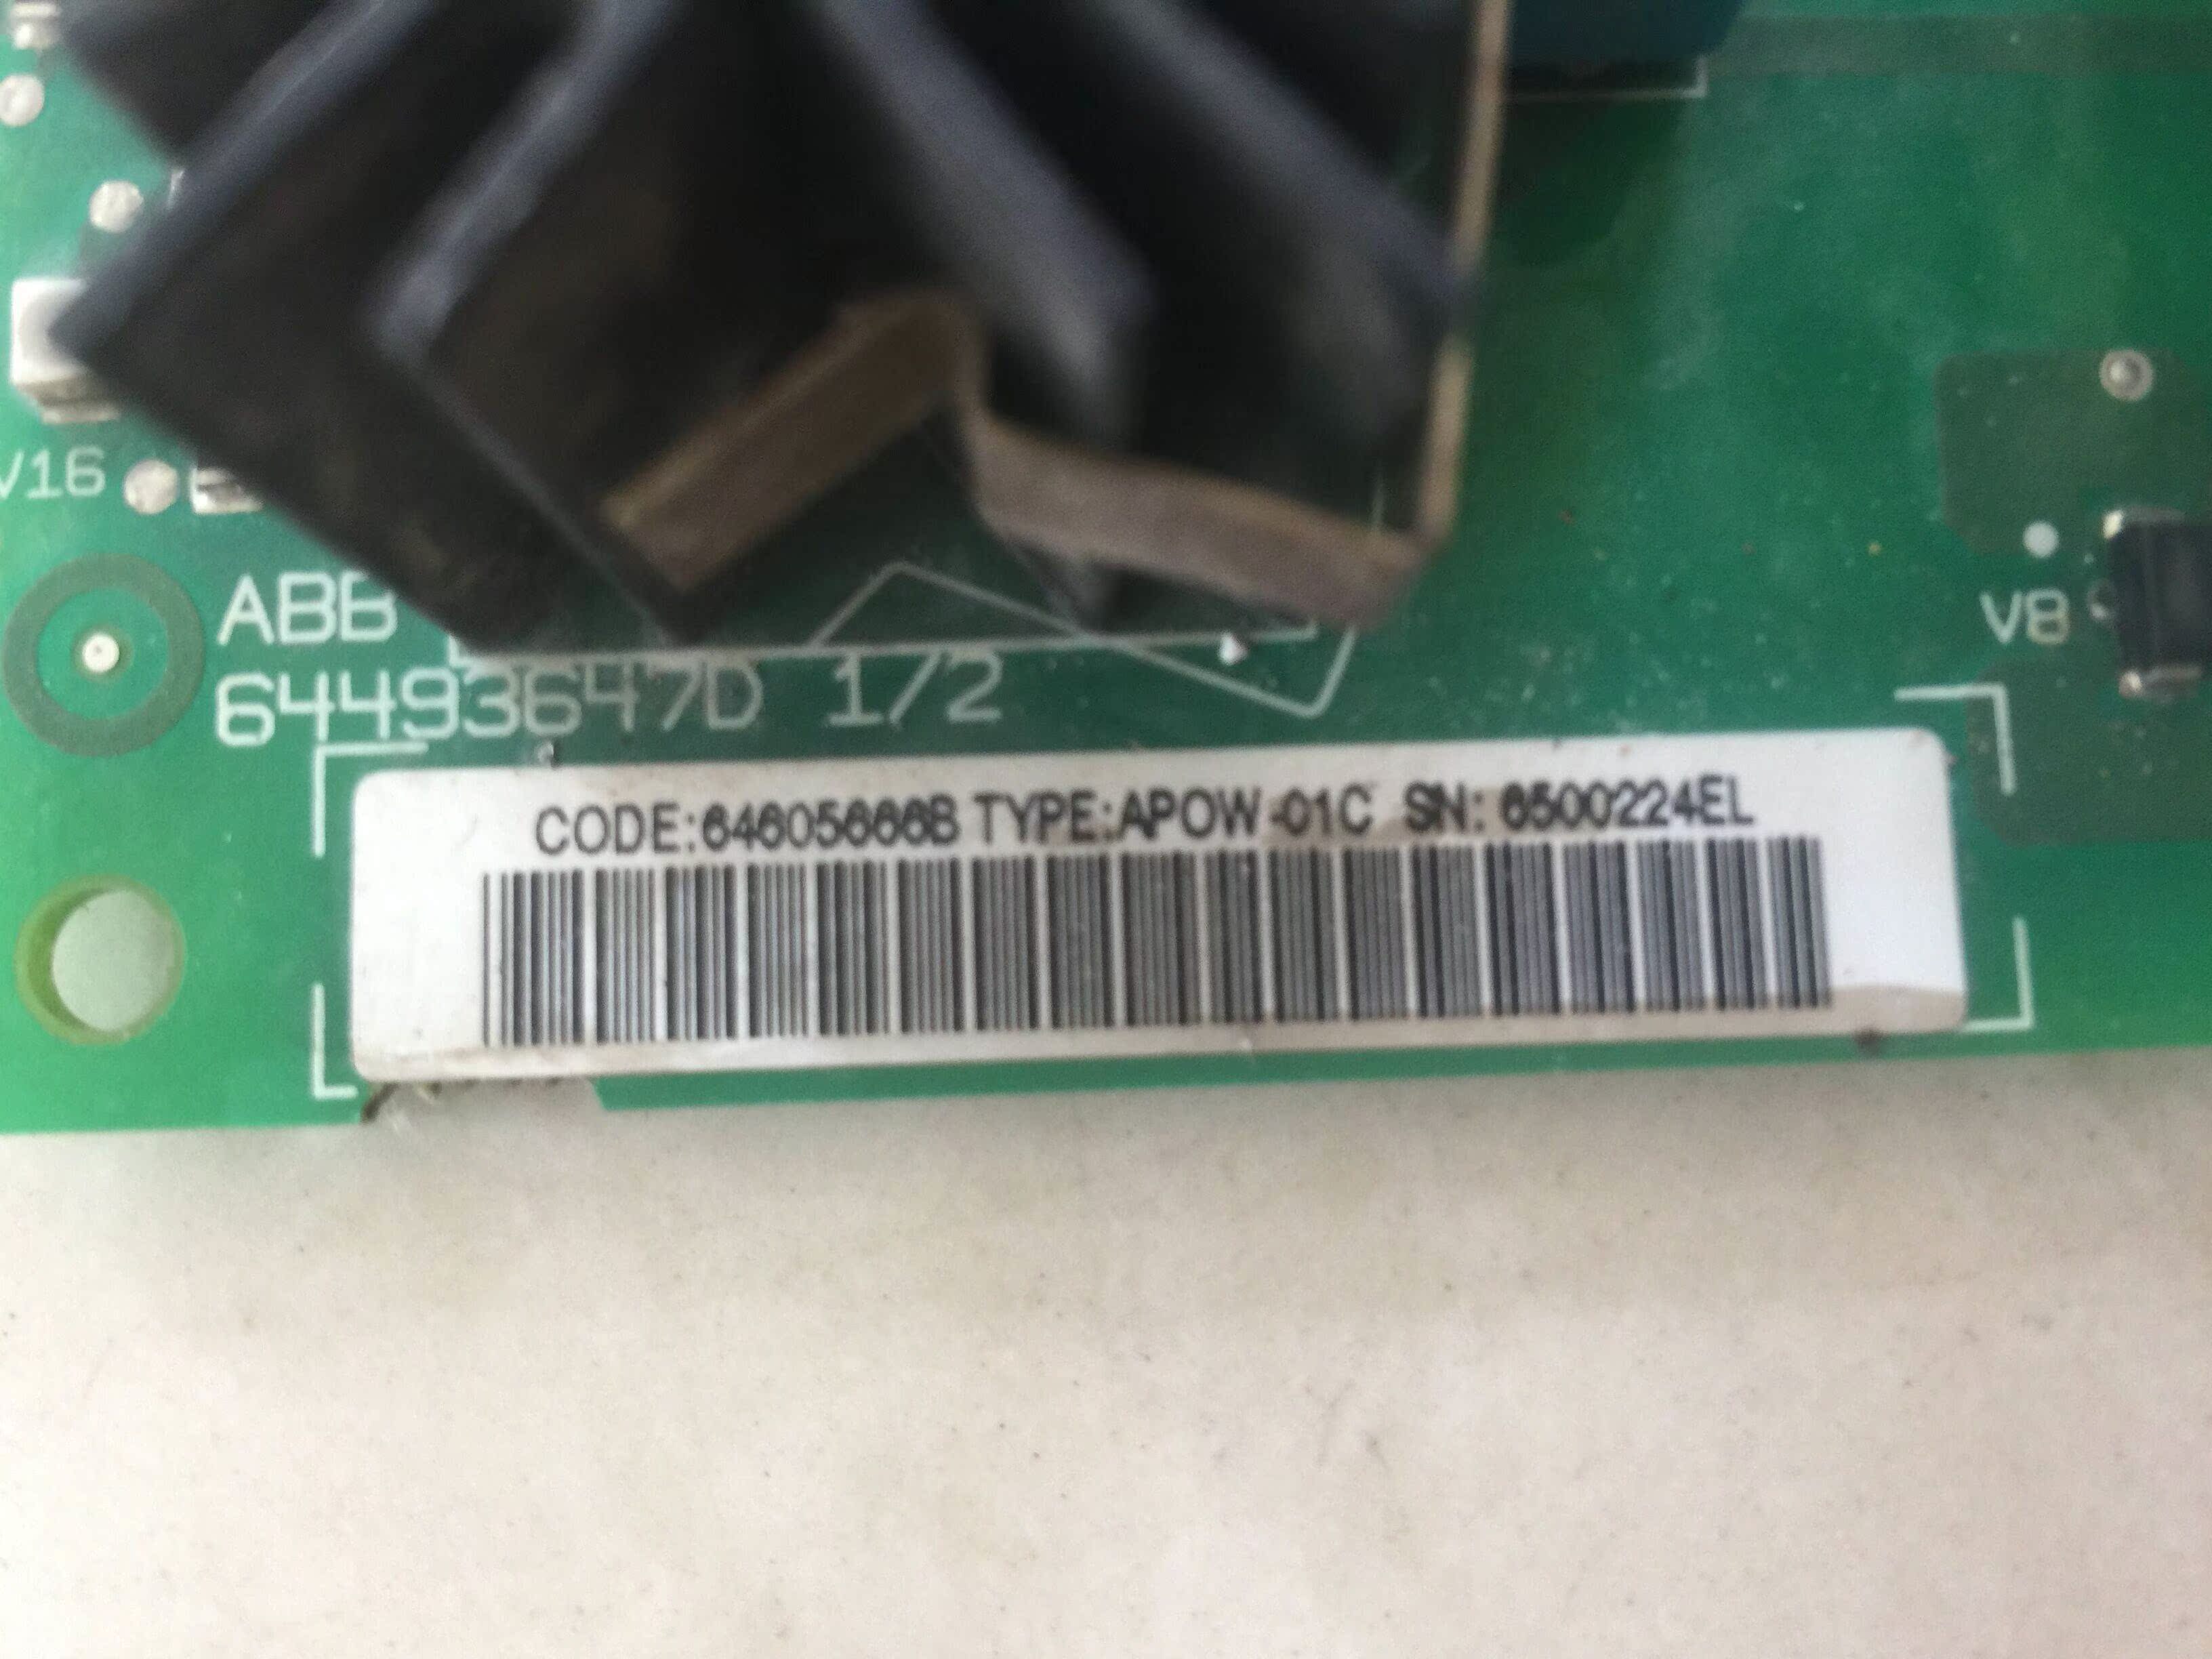 V16
ABB
64493647D 1/2
V8
CODE:64605666B TYPE:APOW-01C SN: 6500224EL